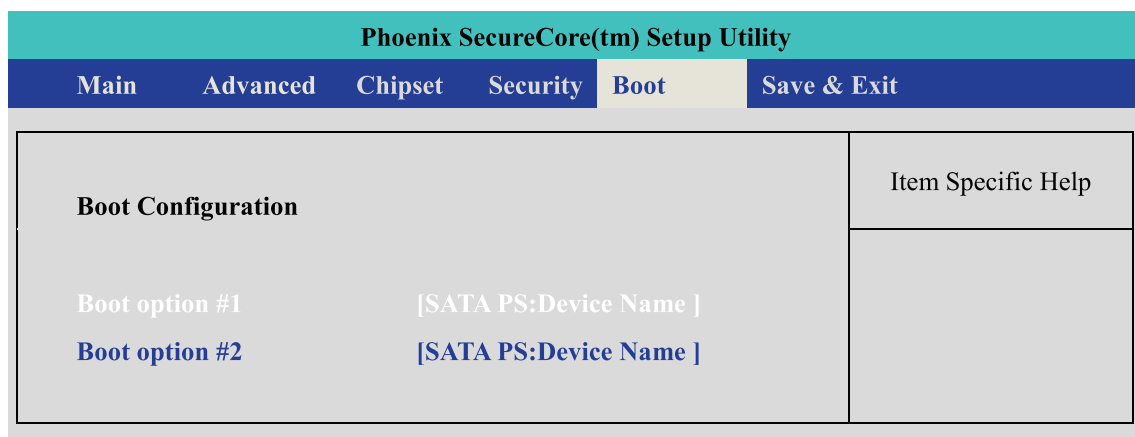 Phoenix SecureCore(tm) Setup Utility
Main Advanced Chipset Security Boot Save & Exit
Item Specific Help
Boot Configuration
Boot option #1 [SATA PS:Device Name ]
Boot option #2 [SATA PS:Device Name ]